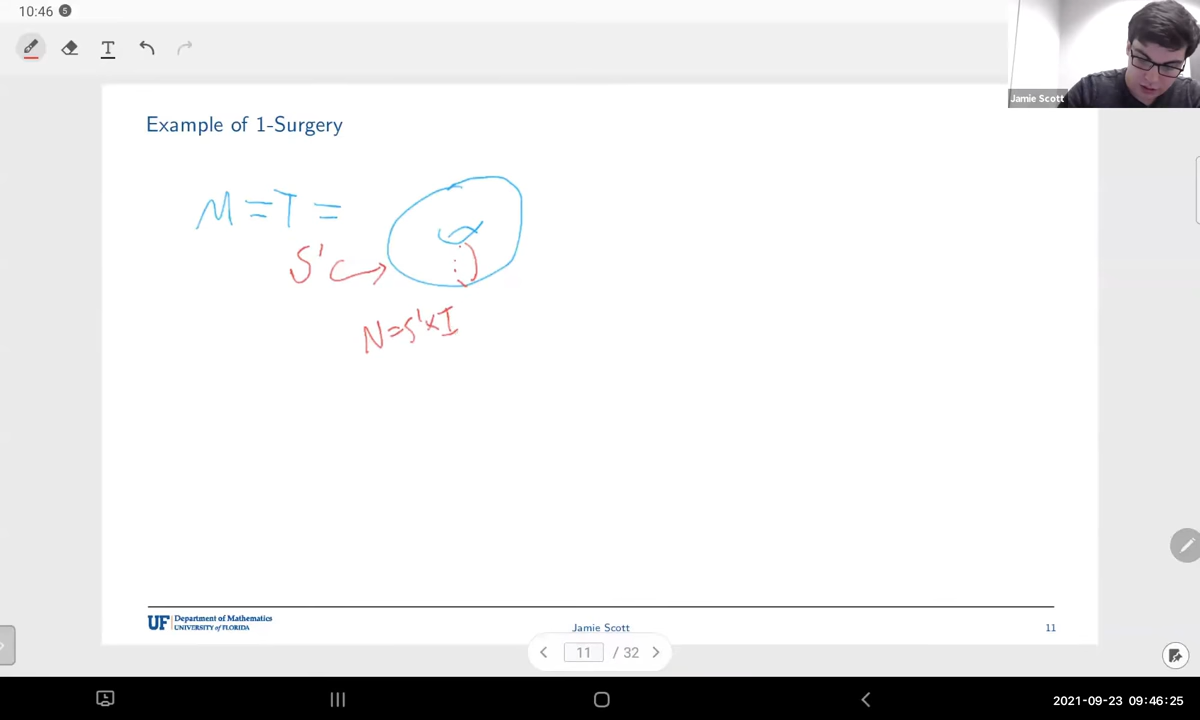 10:46 5
T
Jamie Scott
Example of 1-Surgery
M = T =
S¹ ↪
N = S¹ × I
UF Department of Mathematics
UNIVERSITY of FLORIDA
Jamie Scott
11
11 / 32
2021-09-23 09:46:25